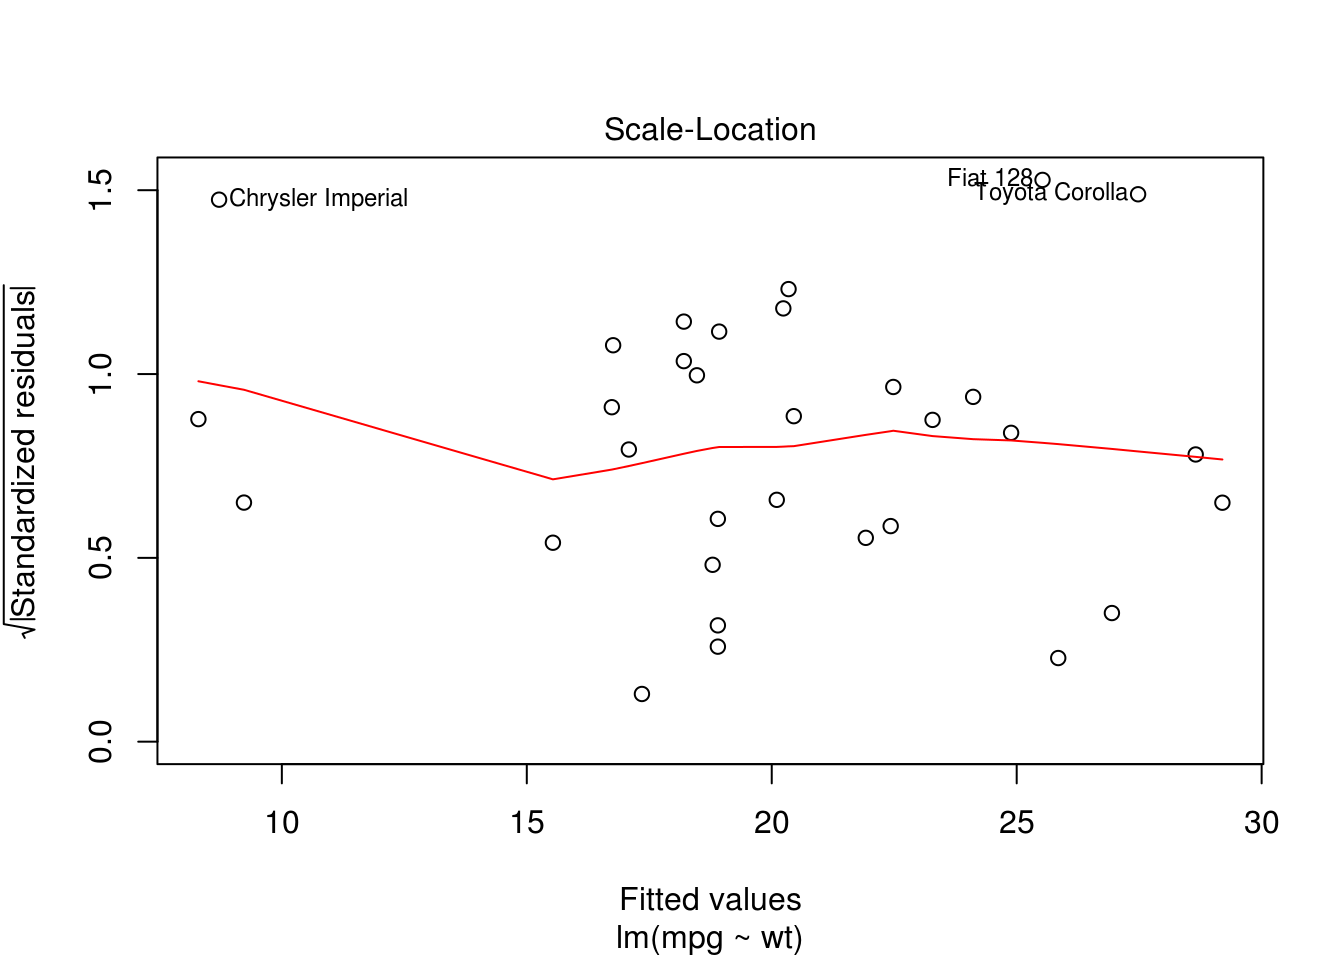 Scale-Location
√|Standardized residuals|
1.5
1.0
0.5
0.0
Chrysler Imperial
Fiat 128
Toyota Corolla
10 15 20 25 30
Fitted values
lm(mpg ~ wt)